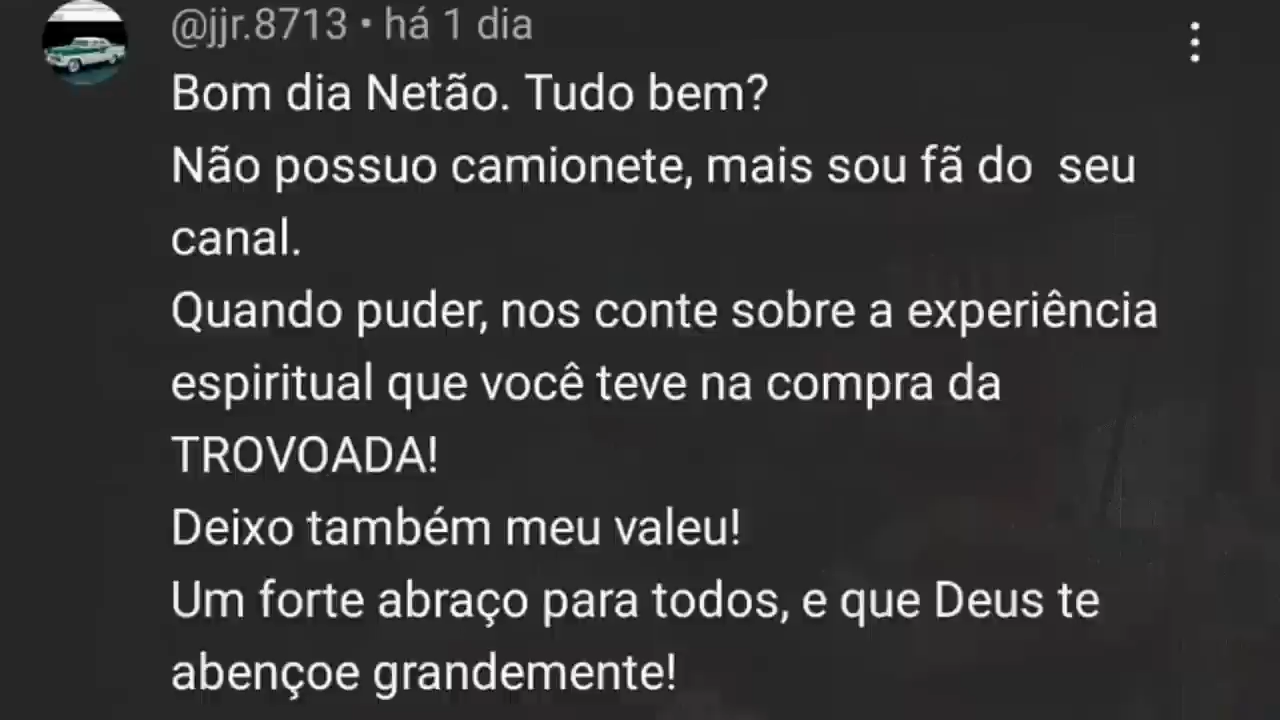 @jjr.8713 • há 1 dia
Bom dia Netão. Tudo bem?
Não possuo camionete, mais sou fã do  seu
canal.
Quando puder, nos conte sobre a experiência
espiritual que você teve na compra da
TROVOADA!
Deixo também meu valeu!
Um forte abraço para todos, e que Deus te
abençoe grandemente!